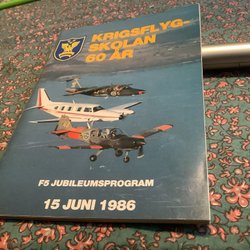 KRIGSFLYG-
SKOLAN
60 ÅR
F5 JUBILEUMSPROGRAM
15 JUNI 1986